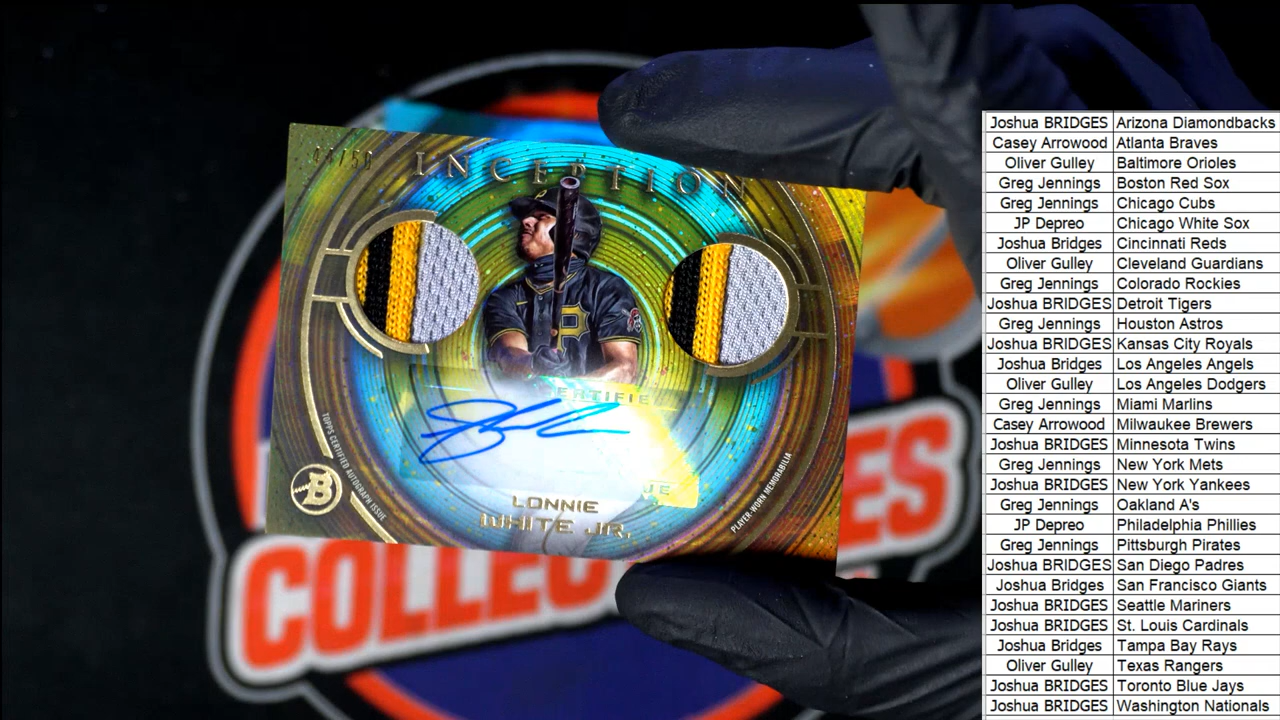 INCEPTION
P
CERTIFIE
UE
TOPPS CERTIFIED AUTOGRAPH ISSUE
B
LONNIE
WHITE JR.
PLAYER-WORN MEMORABILIA
COLLEC
ES
Joshua BRIDGES Arizona Diamondbacks
Casey Arrowood Atlanta Braves
Oliver Gulley Baltimore Orioles
Greg Jennings Boston Red Sox
Greg Jennings Chicago Cubs
JP Depreo Chicago White Sox
Joshua Bridges Cincinnati Reds
Oliver Gulley Cleveland Guardians
Greg Jennings Colorado Rockies
Joshua BRIDGES Detroit Tigers
Greg Jennings Houston Astros
Joshua BRIDGES Kansas City Royals
Joshua Bridges Los Angeles Angels
Oliver Gulley Los Angeles Dodgers
Greg Jennings Miami Marlins
Casey Arrowood Milwaukee Brewers
Joshua BRIDGES Minnesota Twins
Greg Jennings New York Mets
Joshua BRIDGES New York Yankees
Greg Jennings Oakland A's
JP Depreo Philadelphia Phillies
Greg Jennings Pittsburgh Pirates
Joshua BRIDGES San Diego Padres
Joshua Bridges San Francisco Giants
Joshua BRIDGES Seattle Mariners
Joshua BRIDGES St. Louis Cardinals
Joshua Bridges Tampa Bay Rays
Oliver Gulley Texas Rangers
Joshua BRIDGES Toronto Blue Jays
Joshua BRIDGES Washington Nationals